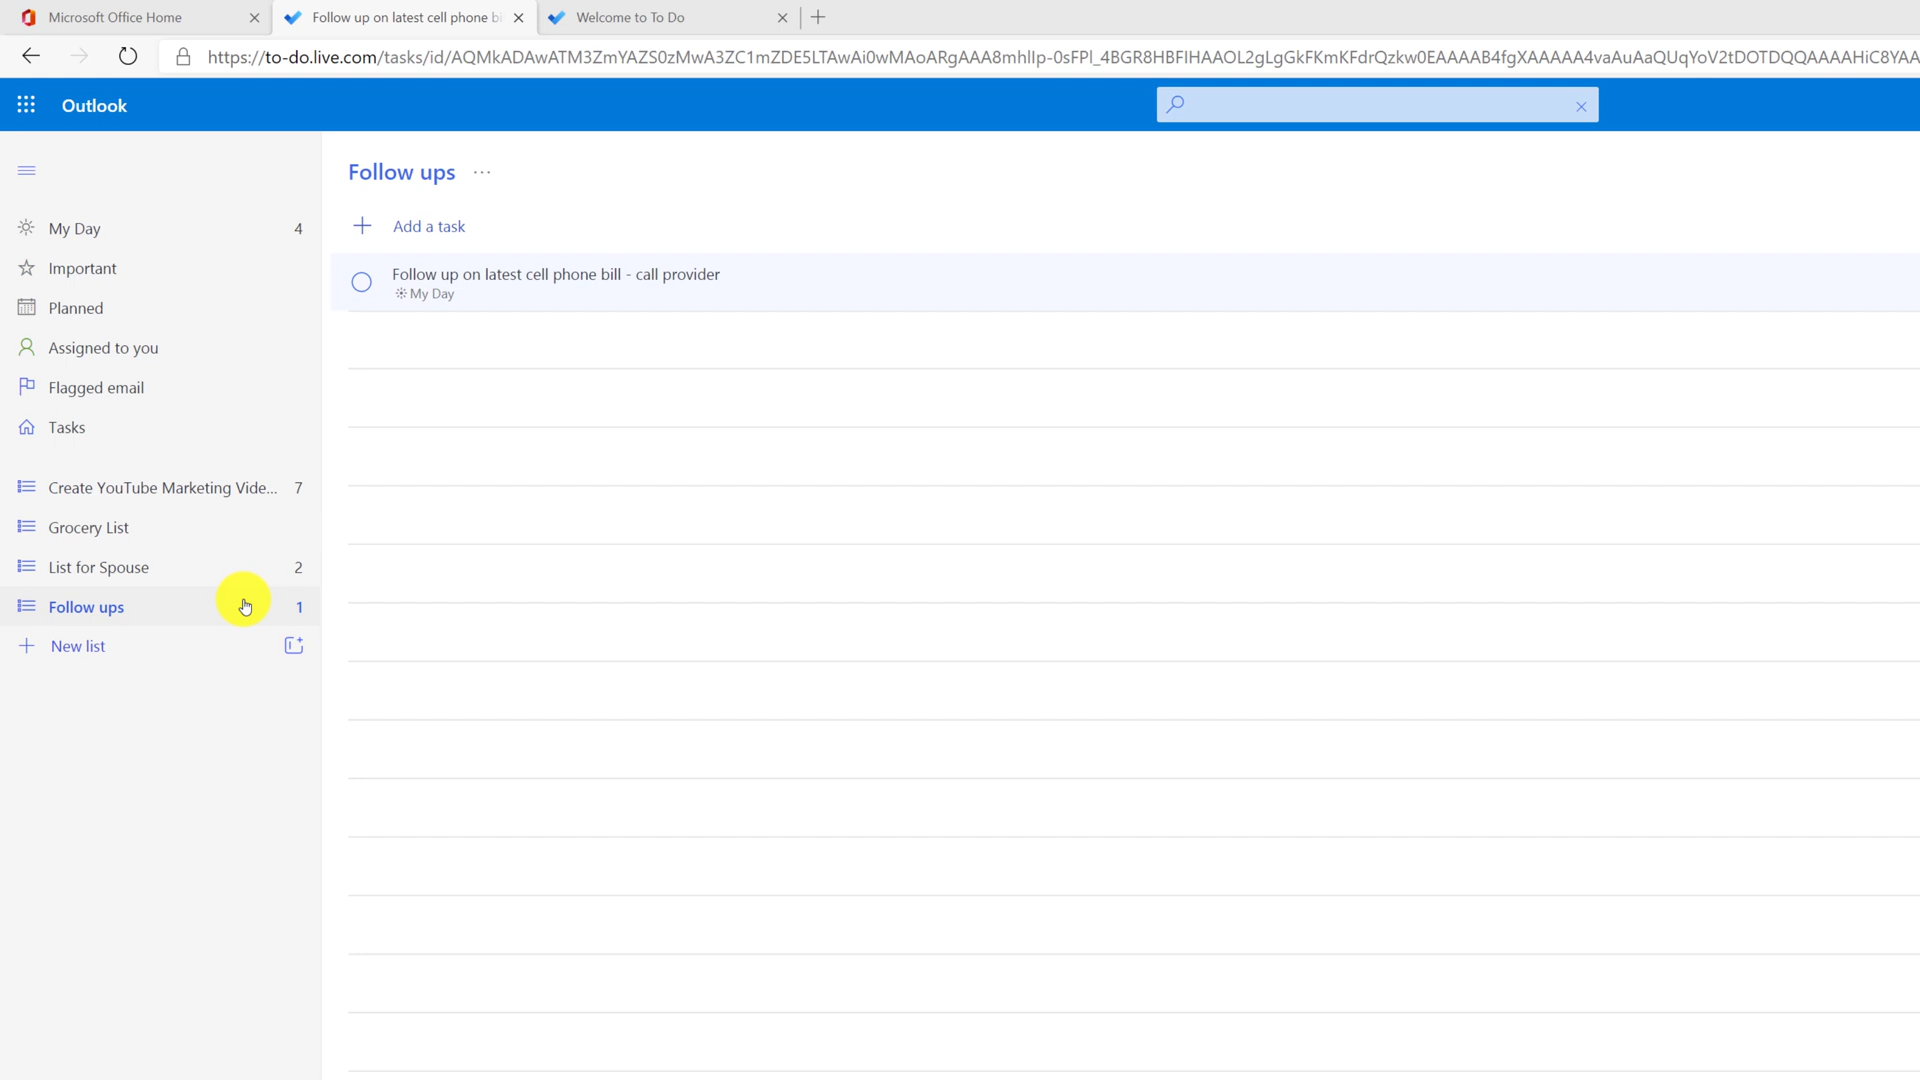 Microsoft Office Home
Follow up on latest cell phone bi
Welcome to To Do
https://to-do.live.com/tasks/id/AQMkADAwATM3ZmYAZS0zMwA3ZC1mZDE5LTAwAi0wMAoARgAAA8mhlIp-0sFPl_4BGR8HBFIHAAOL2gLgGkFKmKFdrQzkw0EAAAAB4fgXAAAAA4vaAuAaQUqYoV2tDOTDQQAAAAHiC8YAA
Outlook
Follow ups
Add a task
My Day 4
Follow up on latest cell phone bill - call provider
Important
My Day
Planned
Assigned to you
Flagged email
Tasks
Create YouTube Marketing Vide... 7
Grocery List
List for Spouse 2
Follow ups 1
New list